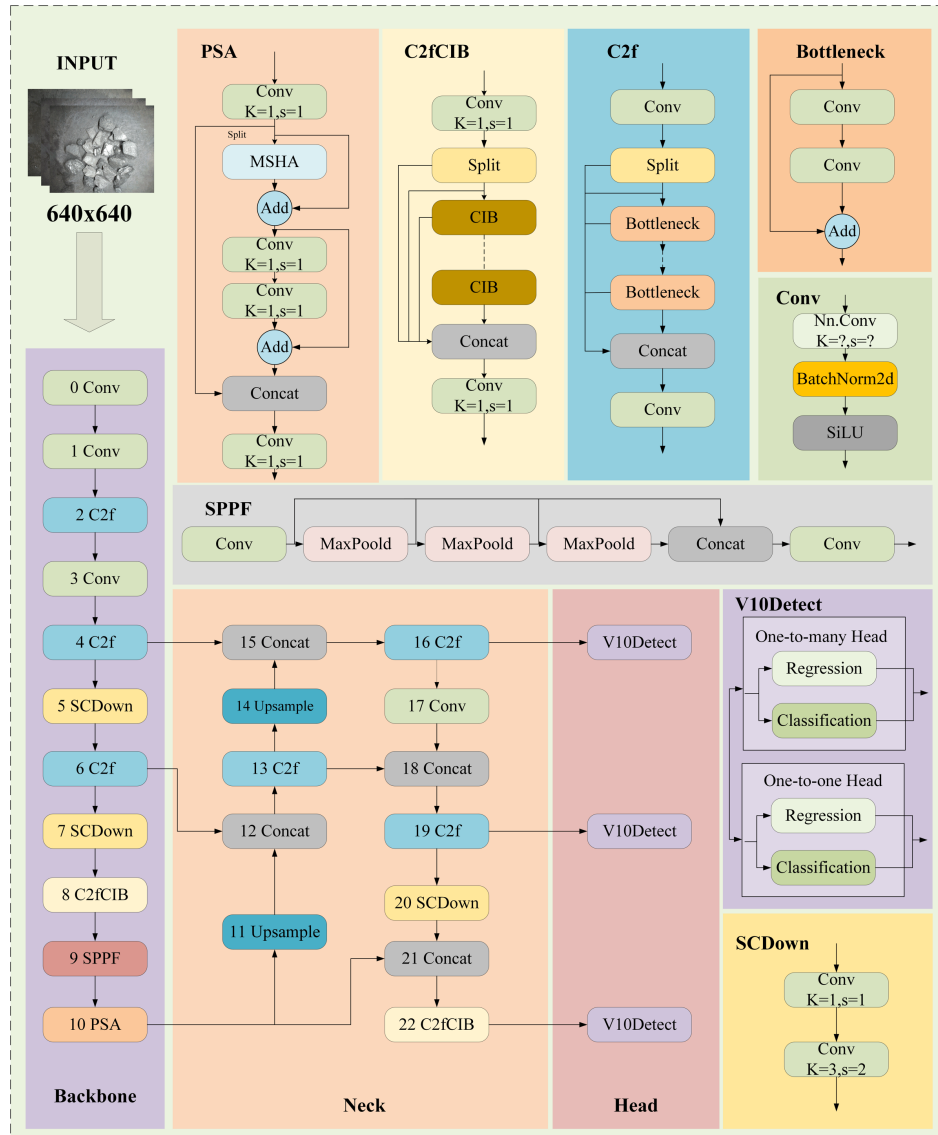 INPUT
640x640
PSA
Conv
K=1,s=1
Split
MSHA
Add
Conv
K=1,s=1
Conv
K=1,s=1
Add
Concat
Conv
K=1,s=1
C2fCIB
Conv
K=1,s=1
Split
CIB
CIB
Concat
Conv
K=1,s=1
C2f
Conv
Split
Bottleneck
Bottleneck
Concat
Conv
Bottleneck
Conv
Conv
Add
Conv
Nn.Conv
K=?,s=?
BatchNorm2d
SiLU
SPPF
Conv
MaxPoold
MaxPoold
MaxPoold
Concat
Conv
0 Conv
1 Conv
2 C2f
3 Conv
4 C2f
5 SCDown
6 C2f
7 SCDown
8 C2fCIB
9 SPPF
10 PSA
Backbone
15 Concat
14 Upsample
13 C2f
12 Concat
11 Upsample
16 C2f
17 Conv
18 Concat
19 C2f
20 SCDown
21 Concat
22 C2fCIB
Neck
V10Detect
V10Detect
V10Detect
Head
V10Detect
One-to-many Head
Regression
Classification
One-to-one Head
Regression
Classification
SCDown
Conv
K=1,s=1
Conv
K=3,s=2